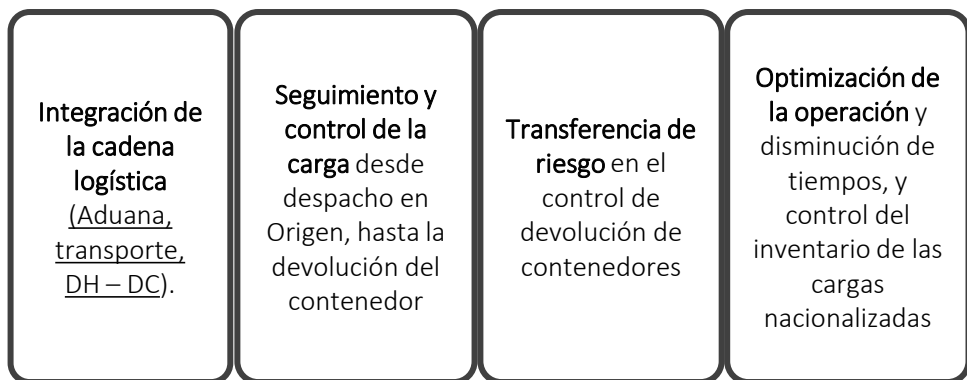 Integración de
la cadena
logística
(Aduana,
transporte,
DH – DC).
Seguimiento y
control de la
carga desde
despacho en
Origen, hasta la
devolución del
contenedor
Transferencia de
riesgo en el
control de
devolución de
contenedores
Optimización de
la operación y
disminución de
tiempos, y
control del
inventario de las
cargas
nacionalizadas